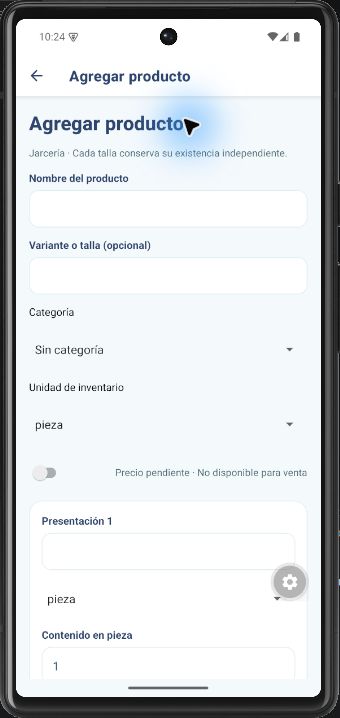 10:24
Agregar producto
Agregar producto
Jarcería · Cada talla conserva su existencia independiente.
Nombre del producto
Variante o talla (opcional)
Categoría
Sin categoría
Unidad de inventario
pieza
Precio pendiente · No disponible para venta
Presentación 1
pieza
Contenido en pieza
1